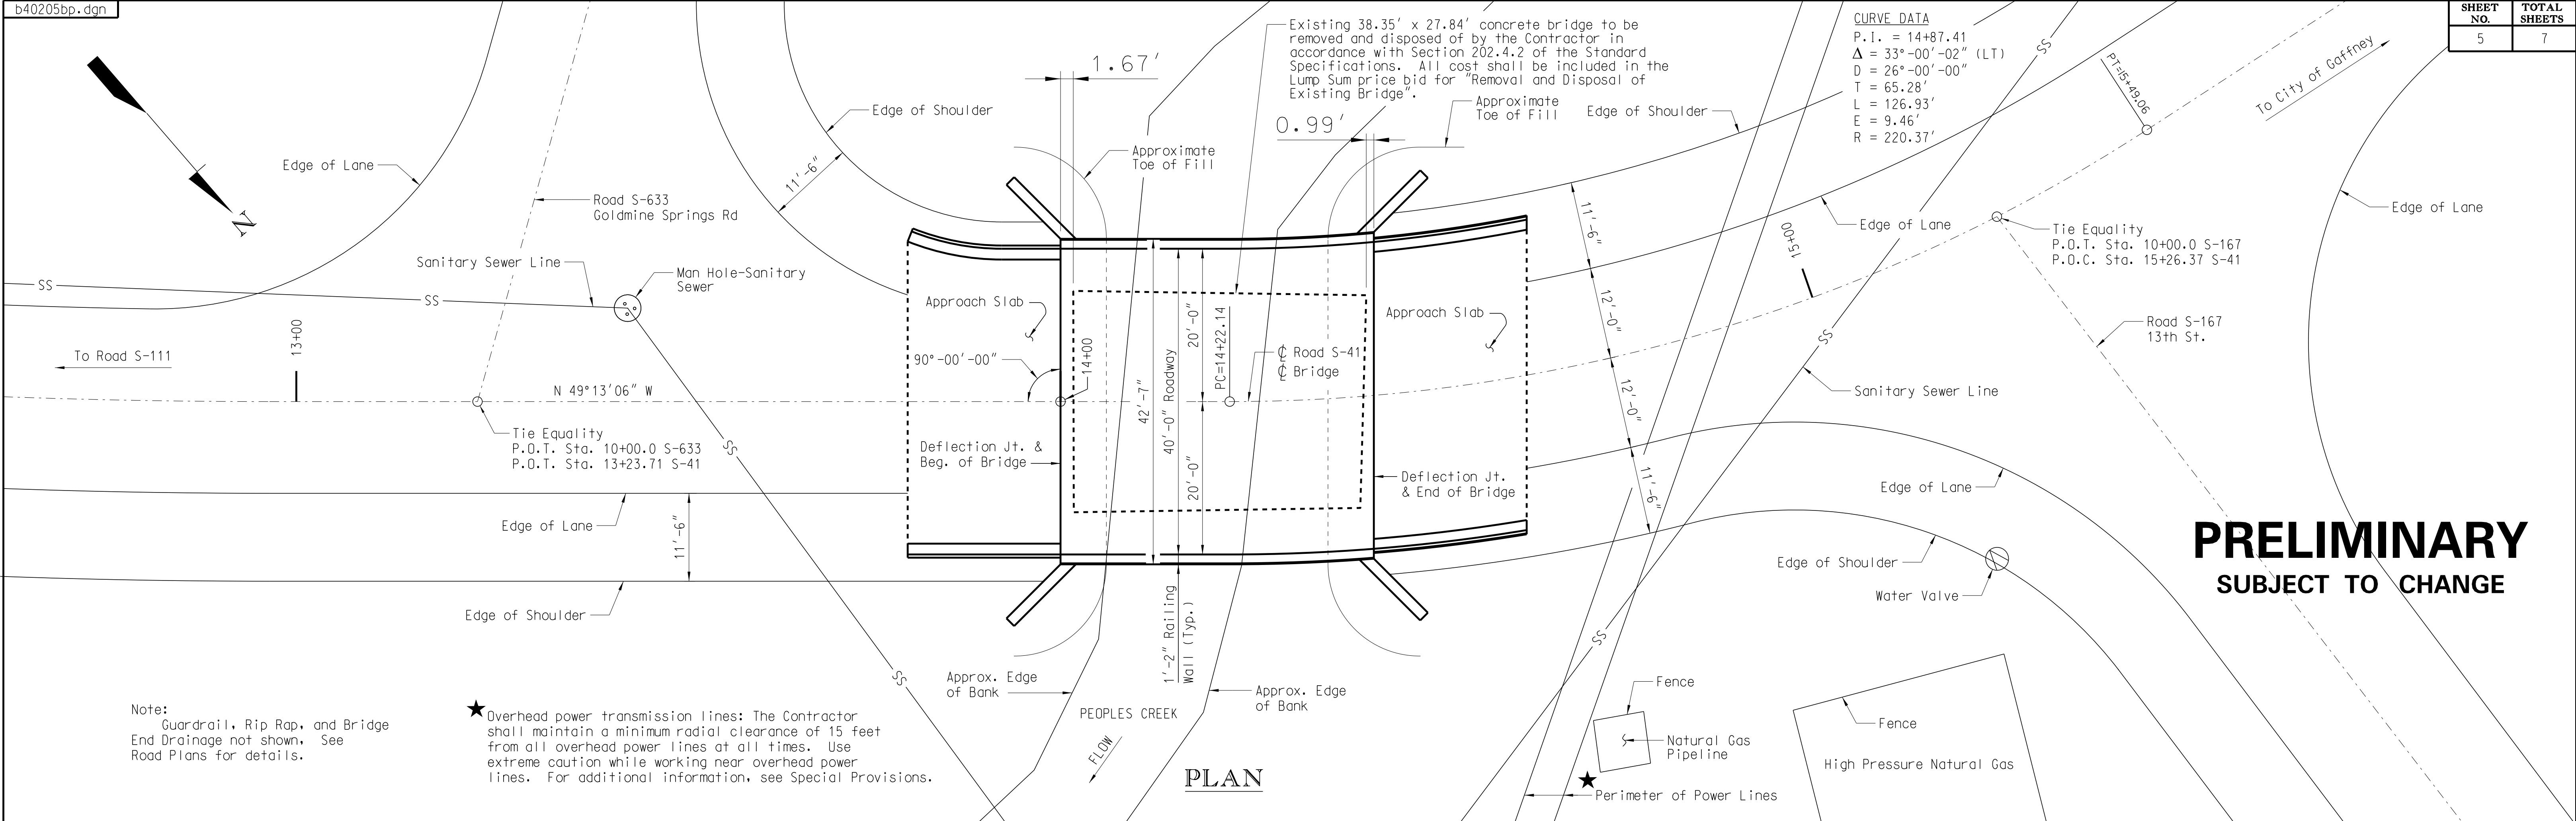 b40205bp.dgn
SHEET NO.
TOTAL SHEETS
5
7
Existing 38.35' x 27.84' concrete bridge to be
removed and disposed of by the Contractor in
accordance with Section 202.4.2 of the Standard
Specifications. All cost shall be included in the
Lump Sum price bid for "Removal and Disposal of
Existing Bridge".
CURVE DATA
P.I. = 14+87.41
Δ = 33°-00'-02" (LT)
D = 26°-00'-00"
T = 65.28'
L = 126.93'
E = 9.46'
R = 220.37'
SS
PT=15+49.06
To City of Gaffney
1.67'
0.99'
Edge of Shoulder
Approximate
Toe of Fill
Edge of Shoulder
Approximate
Toe of Fill
Edge of Lane
11'-6"
N
Road S-633
Goldmine Springs Rd
11'-6"
Edge of Lane
Edge of Lane
15+00
Tie Equality
P.O.T. Sta. 10+00.0 S-167
P.O.C. Sta. 15+26.37 S-41
Sanitary Sewer Line
Man Hole-Sanitary
Sewer
SS
SS
Approach Slab
Approach Slab
12'-0"
Road S-167
13th St.
SS
To Road S-111
13+00
90°-00'-00"
14+00
42'-7"
40'-0" Roadway
20'-0"
20'-0"
PC=14+22.14
℄ Road S-41
℄ Bridge
N 49°13'06" W
12'-0"
Sanitary Sewer Line
Tie Equality
P.O.T. Sta. 10+00.0 S-633
P.O.T. Sta. 13+23.71 S-41
SS
Deflection Jt. &
Beg. of Bridge
Deflection Jt.
& End of Bridge
11'-6"
Edge of Lane
Edge of Lane
11'-6"
PRELIMINARY
SUBJECT TO CHANGE
Edge of Shoulder
Water Valve
Edge of Shoulder
1'-2" Railing
Wall (Typ.)
SS
SS
Approx. Edge
of Bank
Approx. Edge
of Bank
PEOPLES CREEK
FLOW
Fence
Fence
Natural Gas
Pipeline
High Pressure Natural Gas
Perimeter of Power Lines
Note:
Guardrail, Rip Rap, and Bridge
End Drainage not shown, See
Road Plans for details.
★ Overhead power transmission lines: The Contractor
shall maintain a minimum radial clearance of 15 feet
from all overhead power lines at all times. Use
extreme caution while working near overhead power
lines. For additional information, see Special Provisions.
PLAN